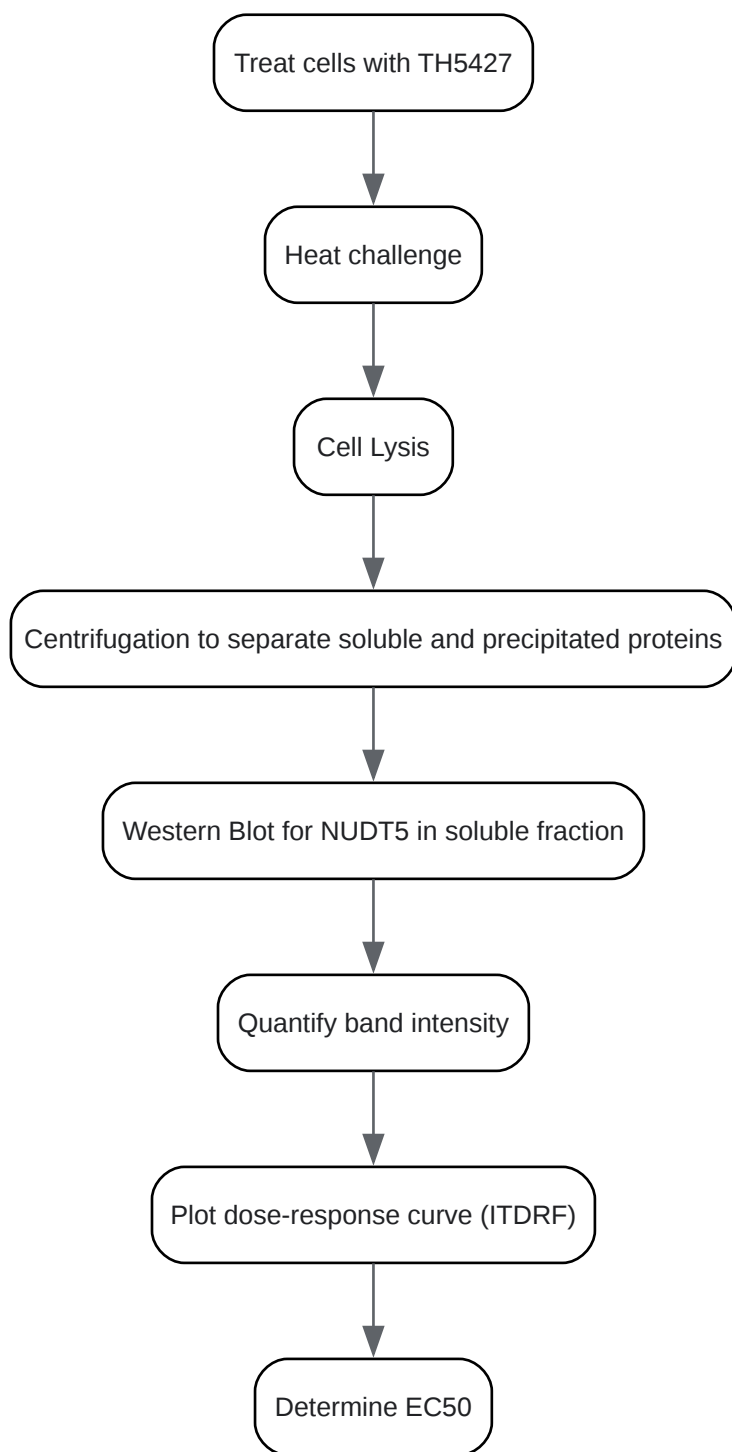 Treat cells with TH5427
Heat challenge
Cell Lysis
Centrifugation to separate soluble and precipitated proteins
Western Blot for NUDT5 in soluble fraction
Quantify band intensity
Plot dose-response curve (ITDRF)
Determine EC50